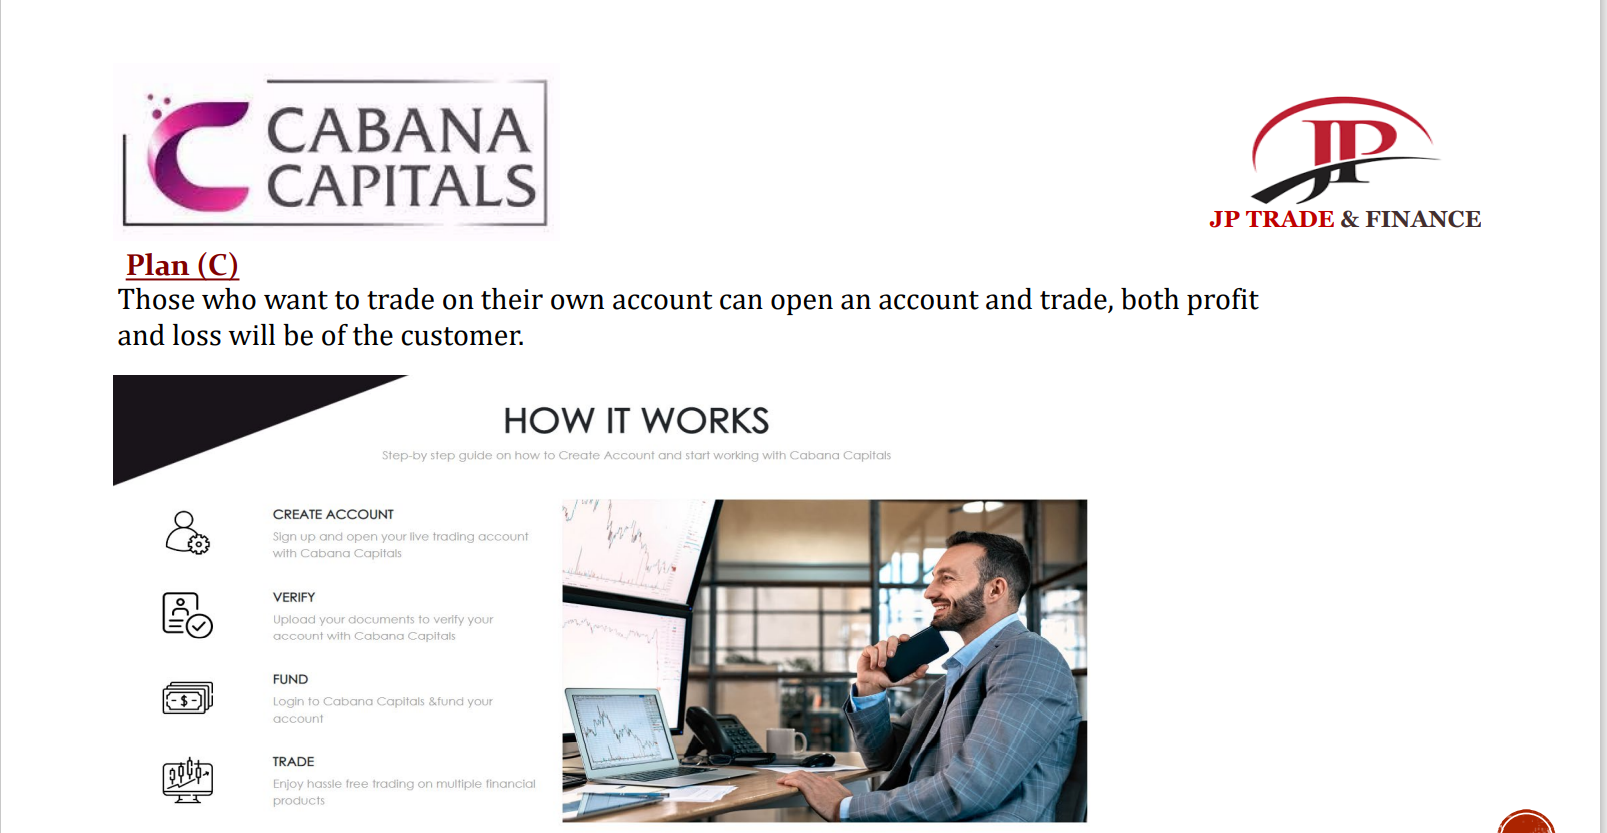 CABANA
CAPITALS
JP
JP TRADE & FINANCE
Plan (C)
Those who want to trade on their own account can open an account and trade, both profit
and loss will be of the customer.
HOW IT WORKS
Step-by step guide on how to Create Account and start working with Cabana Capitals
CREATE ACCOUNT
Sign up and open your live trading account
with Cabana Capitals
VERIFY
Upload your documents to verify your
account with Cabana Capitals
FUND
Login to Cabana Capitals &fund your
account
TRADE
Enjoy hassle free trading on multiple financial
products